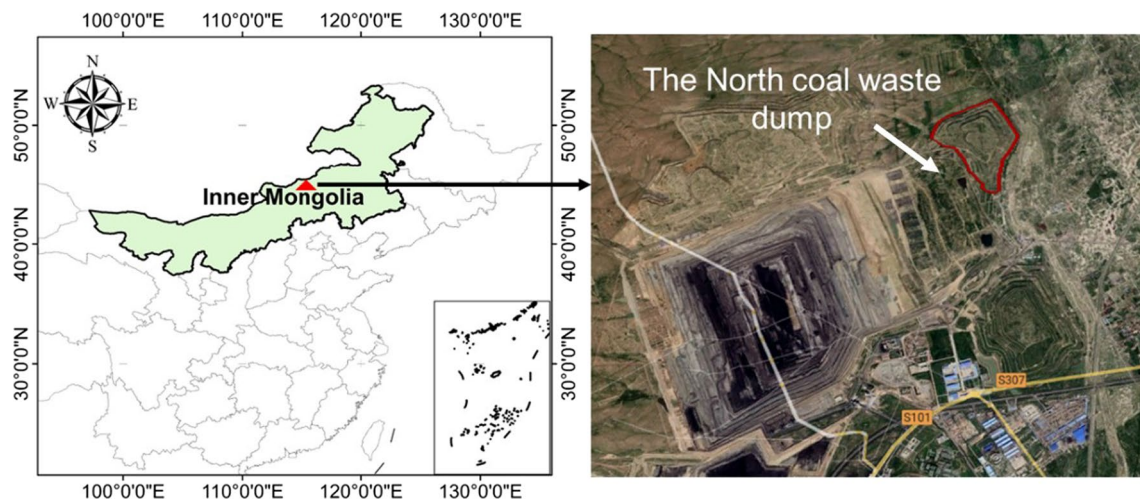 100°0'0"E 110°0'0"E 120°0'0"E 130°0'0"E
N
W E
S
50°0'0"N
40°0'0"N
30°0'0"N
Inner Mongolia
50°0'0"N
40°0'0"N
30°0'0"N
100°0'0"E 110°0'0"E 120°0'0"E 130°0'0"E
The North coal waste
dump
S307
S101